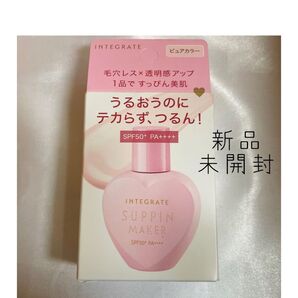 INTEGRATE
ピュアカラー
毛穴レス×透明感アップ
1品ですっぴん美肌
うるおうのに
テカらず、つるん！
SPF50+ PA++++
新品
未開封
INTEGRATE
SUPPIN
MAKER
SPF50+ PA++++